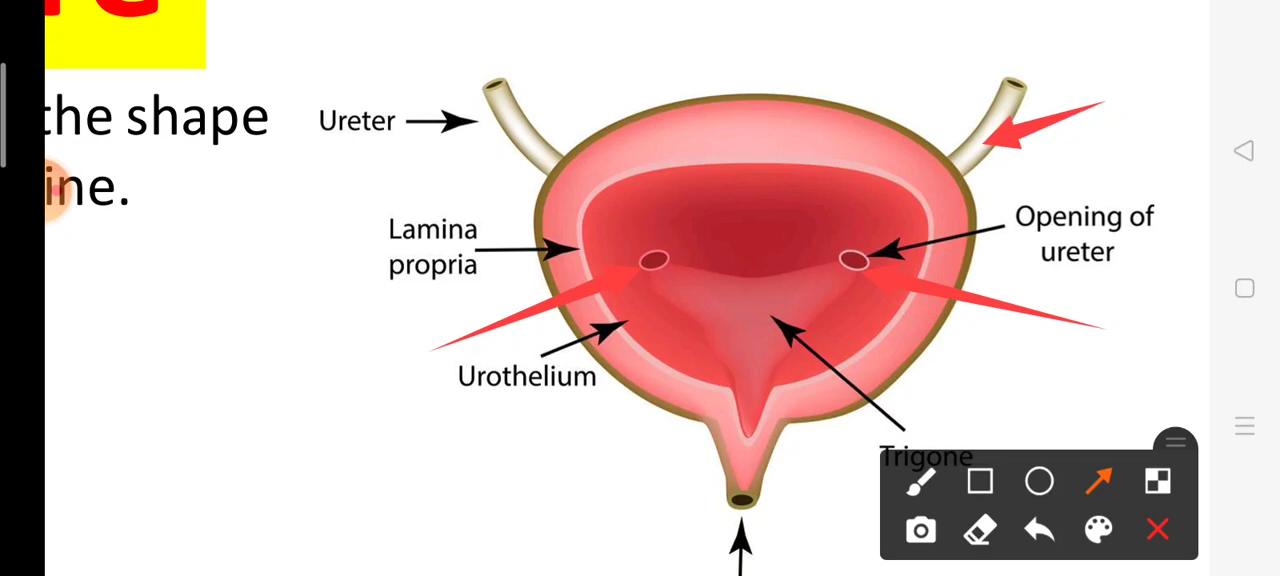 the shape
ine.
Ureter
Lamina
propria
Opening of
ureter
Urothelium
Trigone